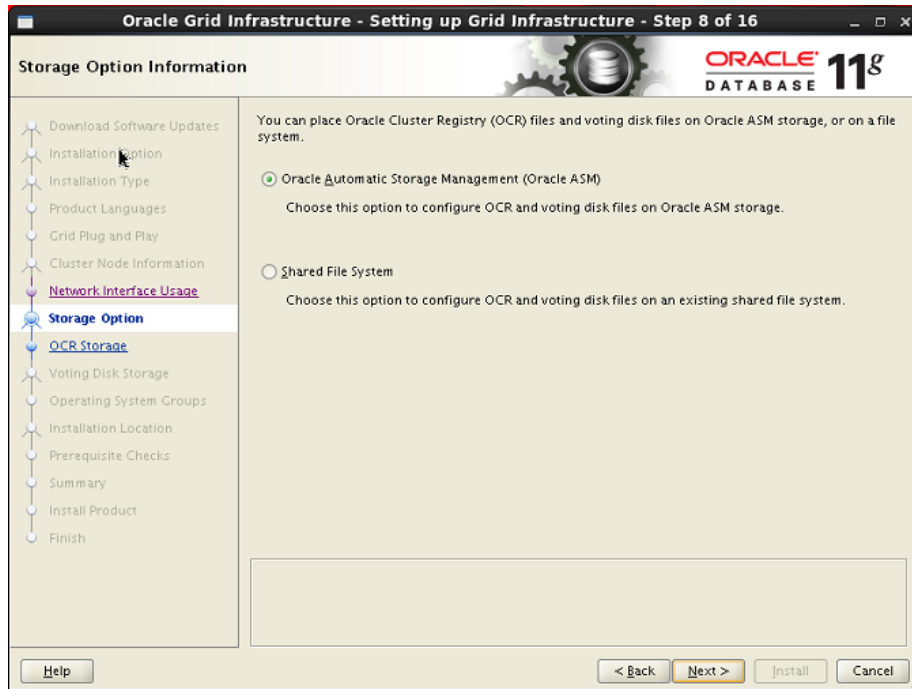 Oracle Grid Infrastructure - Setting up Grid Infrastructure - Step 8 of 16
Storage Option Information
ORACLE
DATABASE
11g
Download Software Updates
Installation Option
Installation Type
Product Languages
Grid Plug and Play
Cluster Node Information
Network Interface Usage
Storage Option
OCR Storage
Voting Disk Storage
Operating System Groups
Installation Location
Prerequisite Checks
Summary
Install Product
Finish
You can place Oracle Cluster Registry (OCR) files and voting disk files on Oracle ASM storage, or on a file
system.
Oracle Automatic Storage Management (Oracle ASM)
Choose this option to configure OCR and voting disk files on Oracle ASM storage.
Shared File System
Choose this option to configure OCR and voting disk files on an existing shared file system.
Help
< Back
Next >
Install
Cancel